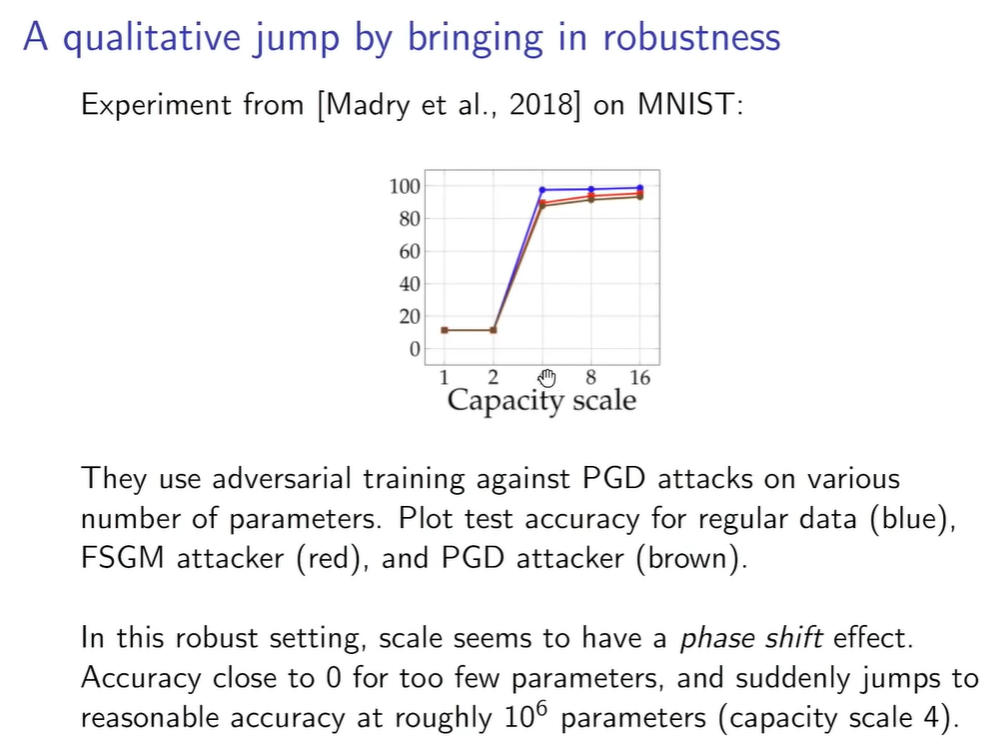 A qualitative jump by bringing in robustness
Experiment from [Madry et al., 2018] on MNIST:
100
80
60
40
20
0
1 2 8 16
Capacity scale
They use adversarial training against PGD attacks on various
number of parameters. Plot test accuracy for regular data (blue),
FSGM attacker (red), and PGD attacker (brown).
In this robust setting, scale seems to have a phase shift effect.
Accuracy close to 0 for too few parameters, and suddenly jumps to
reasonable accuracy at roughly 10⁶ parameters (capacity scale 4).